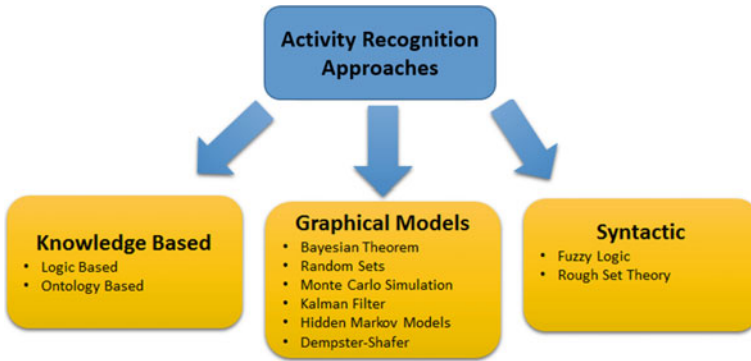 Activity Recognition
Approaches
Knowledge Based
• Logic Based
• Ontology Based
Graphical Models
• Bayesian Theorem
• Random Sets
• Monte Carlo Simulation
• Kalman Filter
• Hidden Markov Models
• Dempster-Shafer
Syntactic
• Fuzzy Logic
• Rough Set Theory